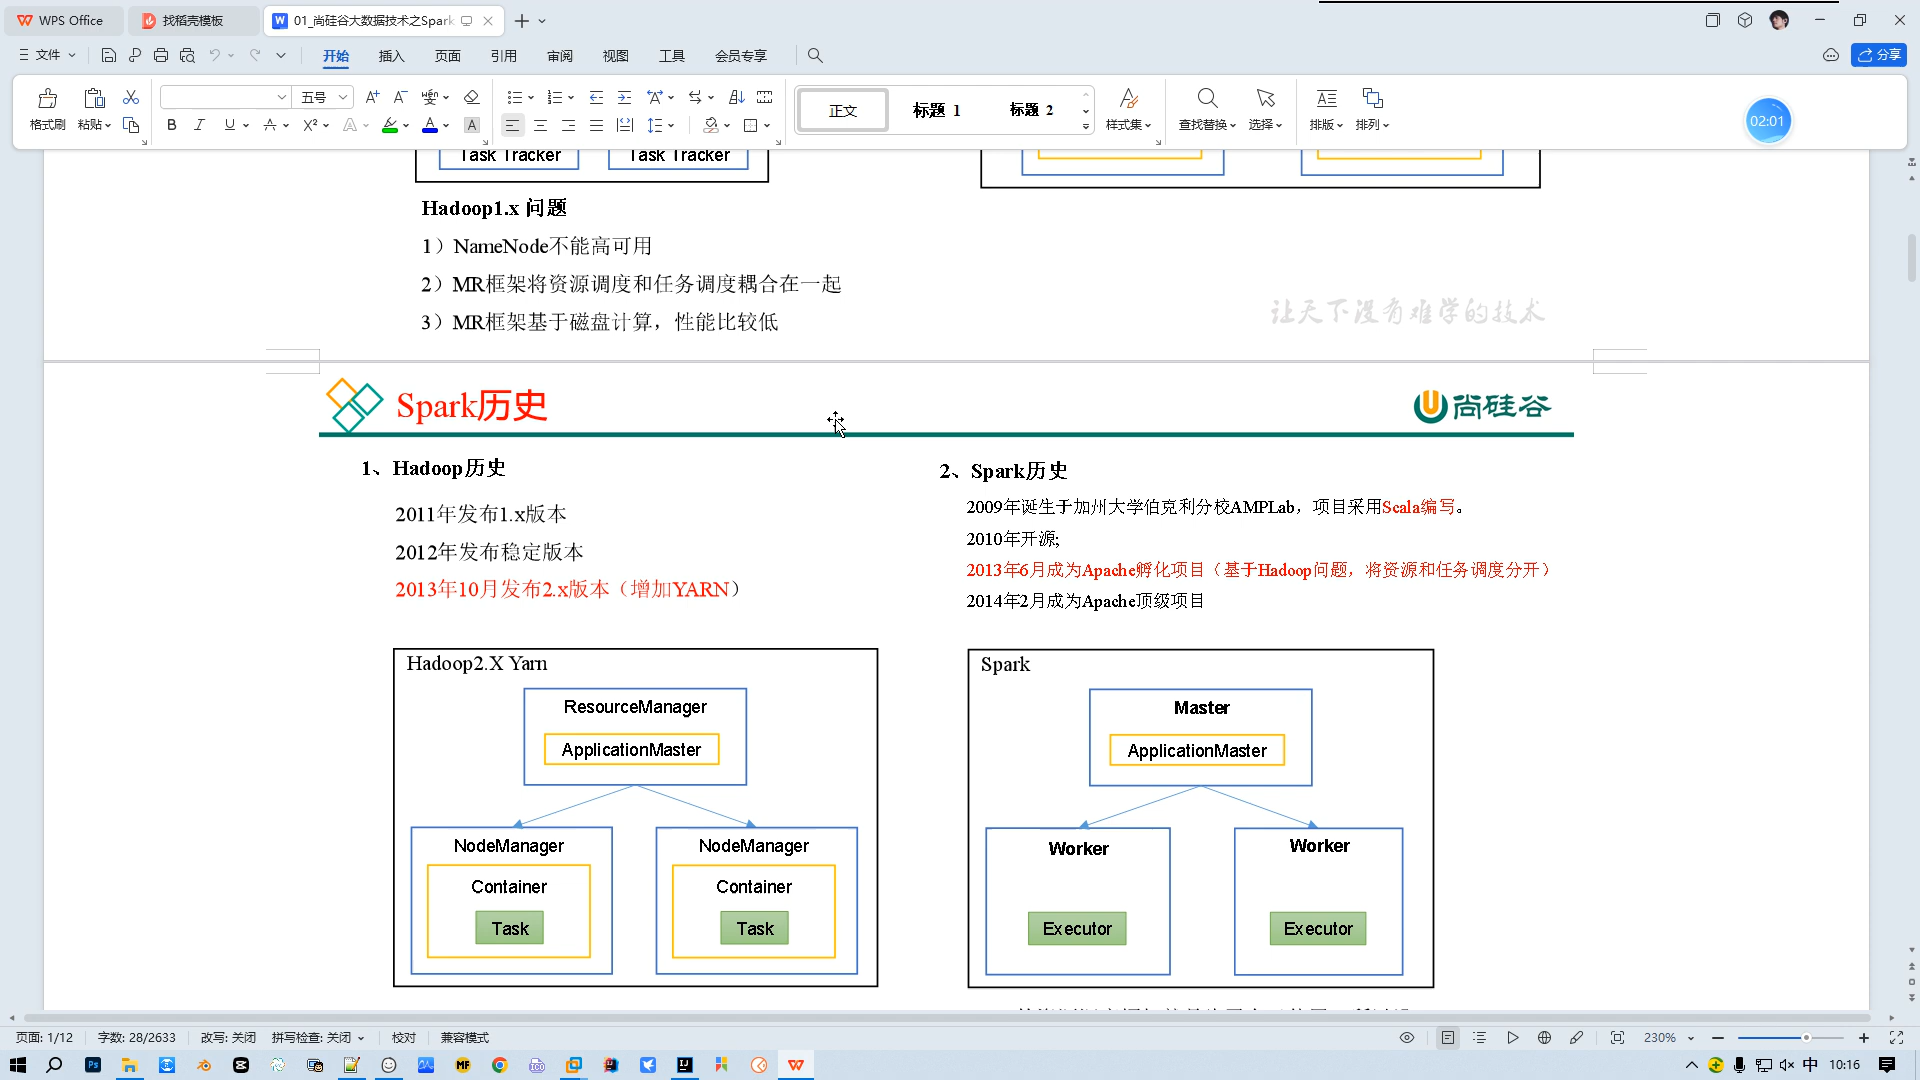 WPS Office
找稻壳模板
01_尚硅谷大数据技术之Spark
文件
开始
插入
页面
引用
审阅
视图
工具
会员专享
分享
格式刷
粘贴
五号
正文
标题 1
标题 2
样式集
查找替换
选择
排版
排列
02:01
Task Tracker
Task Tracker
Hadoop1.x 问题
1）NameNode不能高可用
2）MR框架将资源调度和任务调度耦合在一起
3）MR框架基于磁盘计算，性能比较低
让天下没有难学的技术
Spark历史
尚硅谷
1、Hadoop历史
2011年发布1.x版本
2012年发布稳定版本
2013年10月发布2.x版本（增加YARN）
2、Spark历史
2009年诞生于加州大学伯克利分校AMPLab，项目采用Scala编写。
2010年开源;
2013年6月成为Apache孵化项目（基于Hadoop问题，将资源和任务调度分开）
2014年2月成为Apache顶级项目
Hadoop2.X Yarn
ResourceManager
ApplicationMaster
NodeManager
Container
Task
NodeManager
Container
Task
Spark
Master
ApplicationMaster
Worker
Executor
Worker
Executor
页面: 1/12
字数: 28/2633
改写: 关闭
拼写检查: 关闭
校对
兼容模式
230%
中
10:16